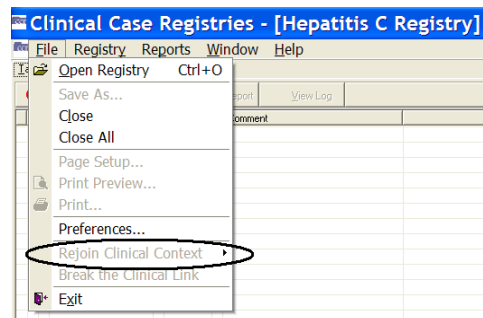 Clinical Case Registries - [Hepatitis C Registry]
File Registry Reports Window Help
Open Registry Ctrl+O
Save As...
View Log
Close
Comment
Close All
Page Setup...
Print Preview...
Print...
Preferences...
Rejoin Clinical Context
Break the Clinical Link
Exit